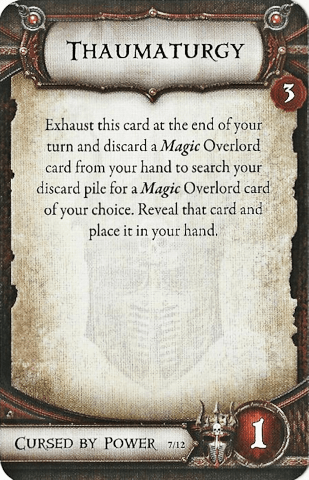 Thaumaturgy
3
Exhaust this card at the end of your
turn and discard a Magic Overlord
card from your hand to search your
discard pile for a Magic Overlord card
of your choice. Reveal that card and
place it in your hand.
Cursed by Power 7/12
1